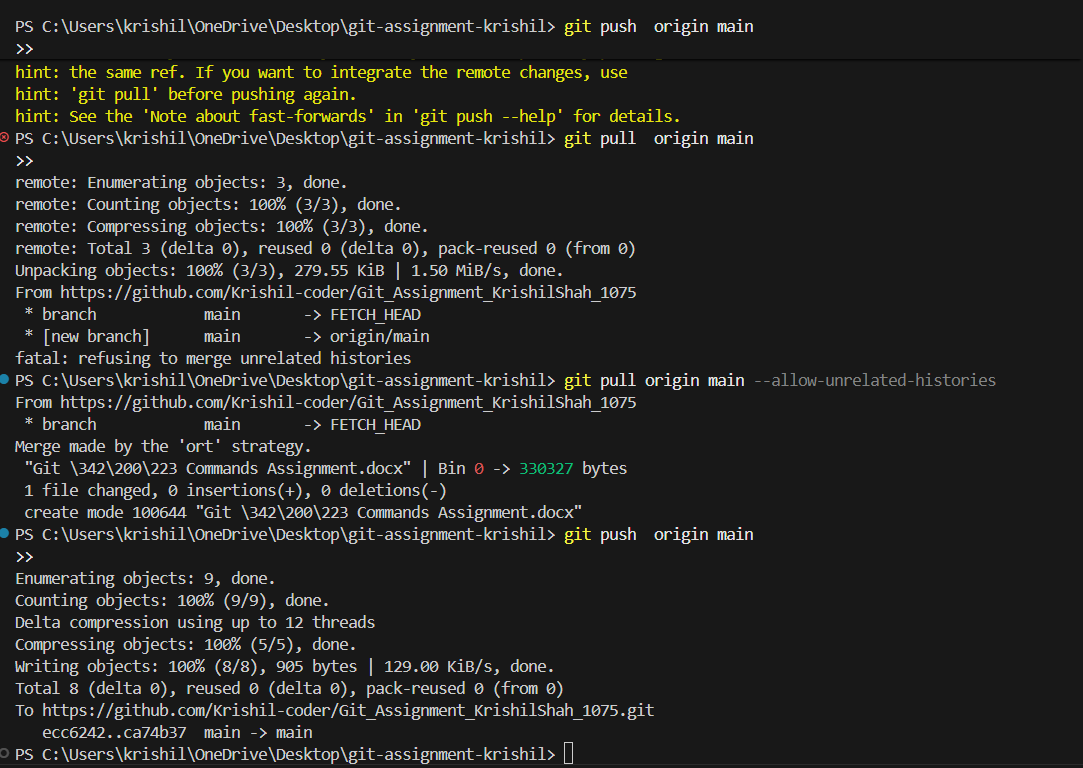 PS C:\Users\krishil\OneDrive\Desktop\git-assignment-krishil> git push  origin main
>>
hint: the same ref. If you want to integrate the remote changes, use
hint: 'git pull' before pushing again.
hint: See the 'Note about fast-forwards' in 'git push --help' for details.
PS C:\Users\krishil\OneDrive\Desktop\git-assignment-krishil> git pull  origin main
>>
remote: Enumerating objects: 3, done.
remote: Counting objects: 100% (3/3), done.
remote: Compressing objects: 100% (3/3), done.
remote: Total 3 (delta 0), reused 0 (delta 0), pack-reused 0 (from 0)
Unpacking objects: 100% (3/3), 279.55 KiB | 1.50 MiB/s, done.
From https://github.com/Krishil-coder/Git_Assignment_KrishilShah_1075
 * branch            main       -> FETCH_HEAD
 * [new branch]      main       -> origin/main
fatal: refusing to merge unrelated histories
PS C:\Users\krishil\OneDrive\Desktop\git-assignment-krishil> git pull origin main --allow-unrelated-histories
From https://github.com/Krishil-coder/Git_Assignment_KrishilShah_1075
 * branch            main       -> FETCH_HEAD
Merge made by the 'ort' strategy.
 "Git \342\200\223 Commands Assignment.docx" | Bin 0 -> 330327 bytes
 1 file changed, 0 insertions(+), 0 deletions(-)
 create mode 100644 "Git \342\200\223 Commands Assignment.docx"
PS C:\Users\krishil\OneDrive\Desktop\git-assignment-krishil> git push  origin main
>>
Enumerating objects: 9, done.
Counting objects: 100% (9/9), done.
Delta compression using up to 12 threads
Compressing objects: 100% (5/5), done.
Writing objects: 100% (8/8), 905 bytes | 129.00 KiB/s, done.
Total 8 (delta 0), reused 0 (delta 0), pack-reused 0 (from 0)
To https://github.com/Krishil-coder/Git_Assignment_KrishilShah_1075.git
   ecc6242..ca74b37  main -> main
PS C:\Users\krishil\OneDrive\Desktop\git-assignment-krishil>